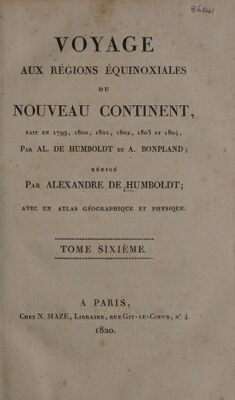 VOYAGE
AUX RÉGIONS ÉQUINOXIALES
DU
NOUVEAU CONTINENT,
FAIT EN 1799, 1800, 1801, 1802, 1803 ET 1804,
PAR AL. DE HUMBOLDT ET A. BONPLAND;
RÉDIGÉ
PAR ALEXANDRE DE HUMBOLDT;
AVEC UN ATLAS GÉOGRAPHIQUE ET PHYSIQUE.
TOME SIXIÈME.
A PARIS,
CHEZ N. MAZE, LIBRAIRE, RUE GIT-LE-CŒUR, N° 4.
1820.